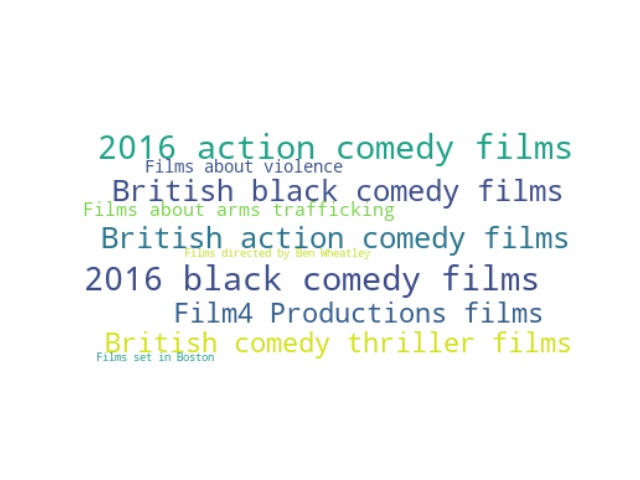 2016 action comedy films
Films about violence
British black comedy films
Films about arms trafficking
British action comedy films
Films directed by Ben Wheatley
2016 black comedy films
Film4 Productions films
British comedy thriller films
Films set in Boston